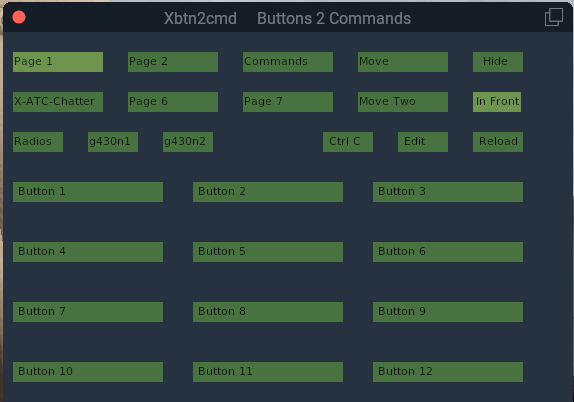 Xbtn2cmd Buttons 2 Commands
Page 1 Page 2 Commands Move Hide
X-ATC-Chatter Page 6 Page 7 Move Two In Front
Radios g430n1 g430n2 Ctrl C Edit Reload
Button 1 Button 2 Button 3
Button 4 Button 5 Button 6
Button 7 Button 8 Button 9
Button 10 Button 11 Button 12